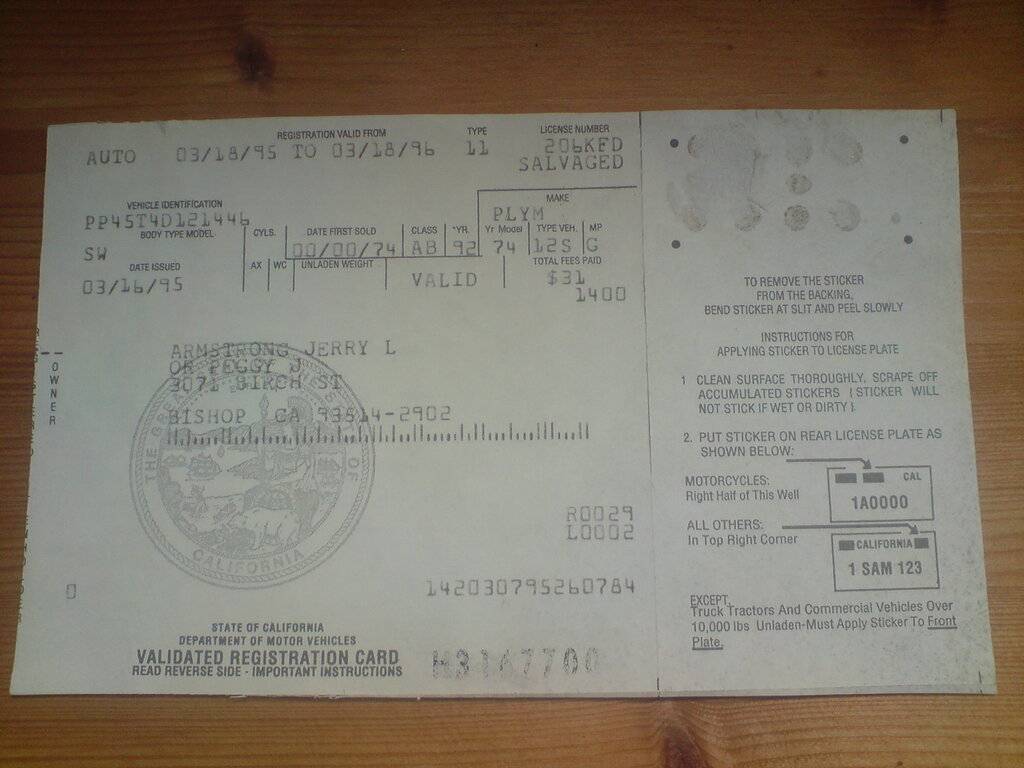 REGISTRATION VALID FROM TYPE LICENSE NUMBER
AUTO 03/18/95 TO 03/18/96 11 206KFD
SALVAGED
VEHICLE IDENTIFICATION MAKE
PP45T4D121446 PLYM
BODY TYPE MODEL CYLS. DATE FIRST SOLD CLASS *YR. Yr Model TYPE VEH. MP
SW 00/00/74 AB 92 74 12S G
DATE ISSUED AX WC UNLADEN WEIGHT TOTAL FEES PAID
03/16/95 VALID $31
1400
OWNER
ARMSTRONG JERRY L
OR PEGGY J
3071 BIRCH ST
BISHOP CA 93514-2902
THE GREAT SEAL OF THE STATE OF CALIFORNIA
R0029
L0002
0 142030795260784
STATE OF CALIFORNIA
DEPARTMENT OF MOTOR VEHICLES
VALIDATED REGISTRATION CARD H3167700
READ REVERSE SIDE - IMPORTANT INSTRUCTIONS
TO REMOVE THE STICKER
FROM THE BACKING,
BEND STICKER AT SLIT AND PEEL SLOWLY
INSTRUCTIONS FOR
APPLYING STICKER TO LICENSE PLATE
1 CLEAN SURFACE THOROUGHLY, SCRAPE OFF
ACCUMULATED STICKERS (STICKER WILL
NOT STICK IF WET OR DIRTY)
2. PUT STICKER ON REAR LICENSE PLATE AS
SHOWN BELOW:
MOTORCYCLES:
Right Half of This Well
CAL
1A0000
ALL OTHERS:
In Top Right Corner
CALIFORNIA
1 SAM 123
EXCEPT,
Truck Tractors And Commercial Vehicles Over
10,000 lbs Unladen-Must Apply Sticker To Front
Plate.